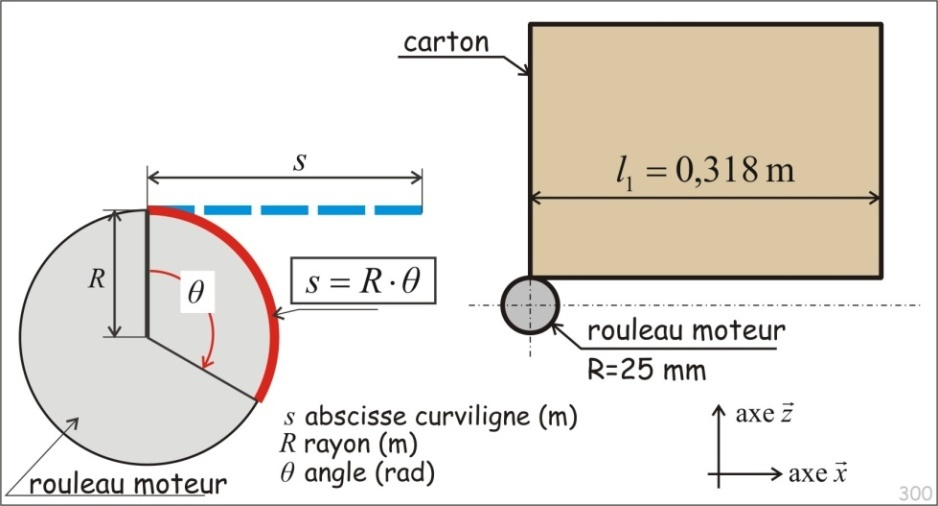 carton
s
l₁ = 0,318 m
R
θ
s = R · θ
rouleau moteur
R=25 mm
s abscisse curviligne (m)
R rayon (m)
θ angle (rad)
axe z⃗
axe x⃗
rouleau moteur
300